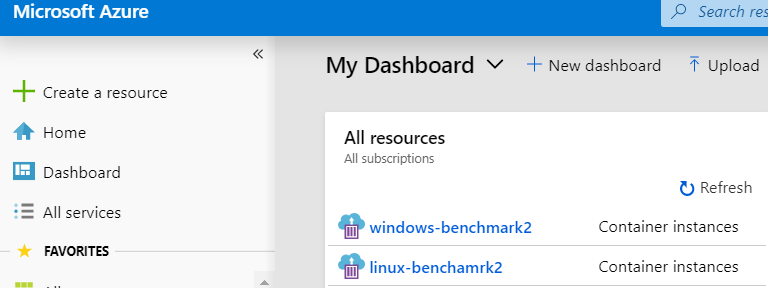 Microsoft Azure
Search res
«
Create a resource
Home
Dashboard
All services
FAVORITES
My Dashboard
+ New dashboard
Upload
All resources
All subscriptions
Refresh
windows-benchmark2 Container instances
linux-benchamrk2 Container instances